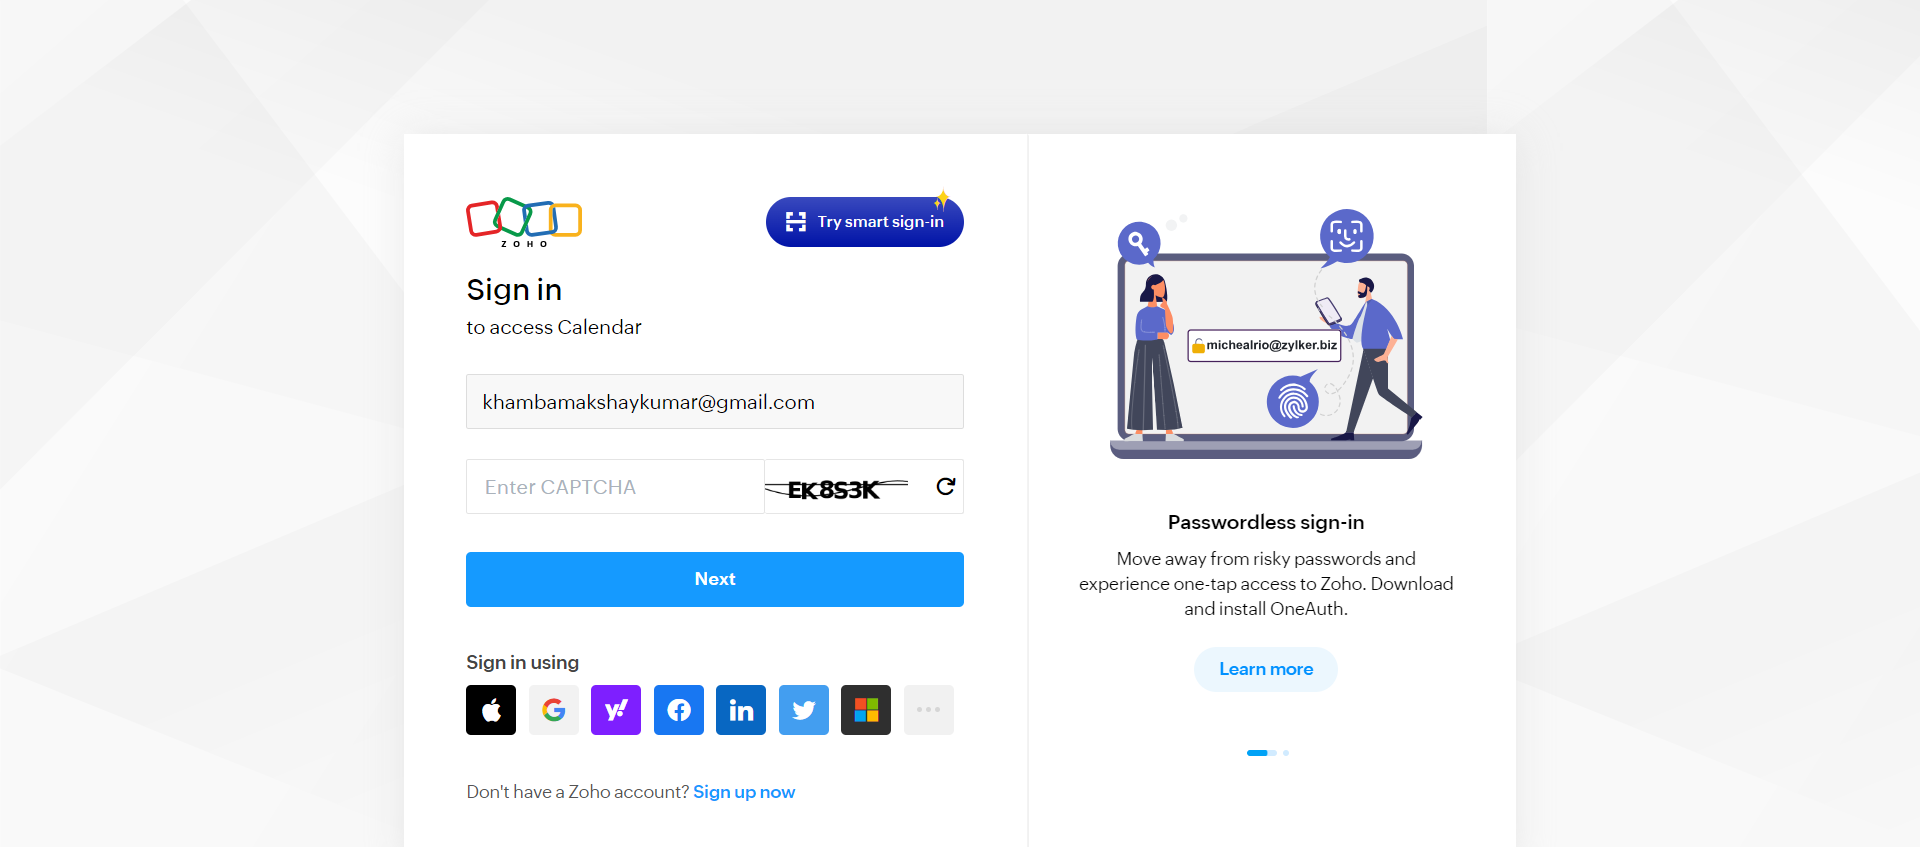 ZOHO
Try smart sign-in
Sign in
to access Calendar
khambamakshaykumar@gmail.com
Enter CAPTCHA
EK8S3K
Next
Sign in using
Don't have a Zoho account? Sign up now
michealrio@zylker.biz
Passwordless sign-in
Move away from risky passwords and
experience one-tap access to Zoho. Download
and install OneAuth.
Learn more